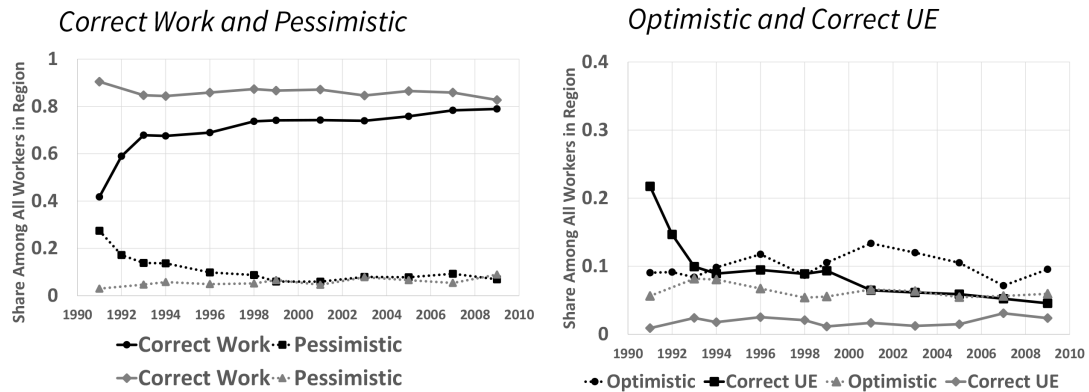 Correct Work and Pessimistic
Share Among All Workers in Region
1
0.8
0.6
0.4
0.2
0
1990 1992 1994 1996 1998 2000 2002 2004 2006 2008 2010
Correct Work Pessimistic
Correct Work Pessimistic
Optimistic and Correct UE
Share Among All Workers in Region
0.4
0.3
0.2
0.1
0
1990 1992 1994 1996 1998 2000 2002 2004 2006 2008 2010
Optimistic Correct UE Optimistic Correct UE